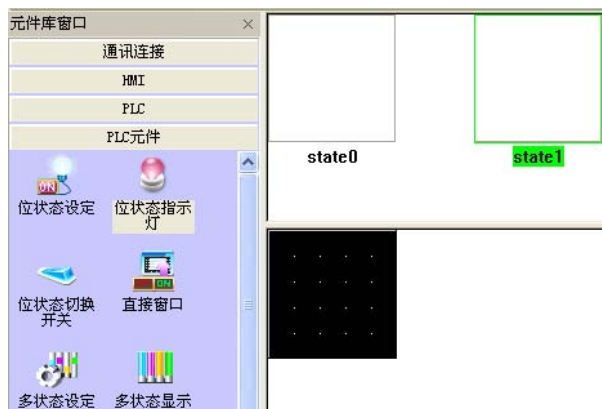 元件库窗口
通讯连接
HMI
PLC
PLC元件
位状态设定
位状态指示
灯
位状态切换
开关
直接窗口
多状态设定
多状态显示
state0
state1
ON
ON